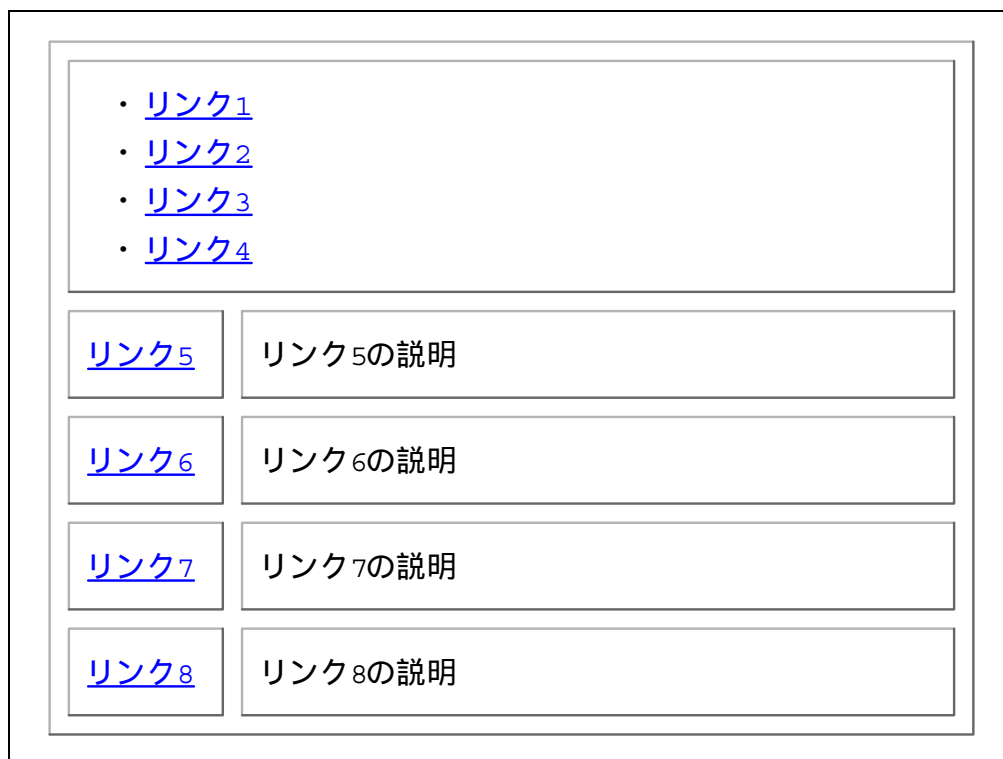 ・リンク1
・リンク2
・リンク3
・リンク4
リンク5 リンク5の説明
リンク6 リンク6の説明
リンク7 リンク7の説明
リンク8 リンク8の説明